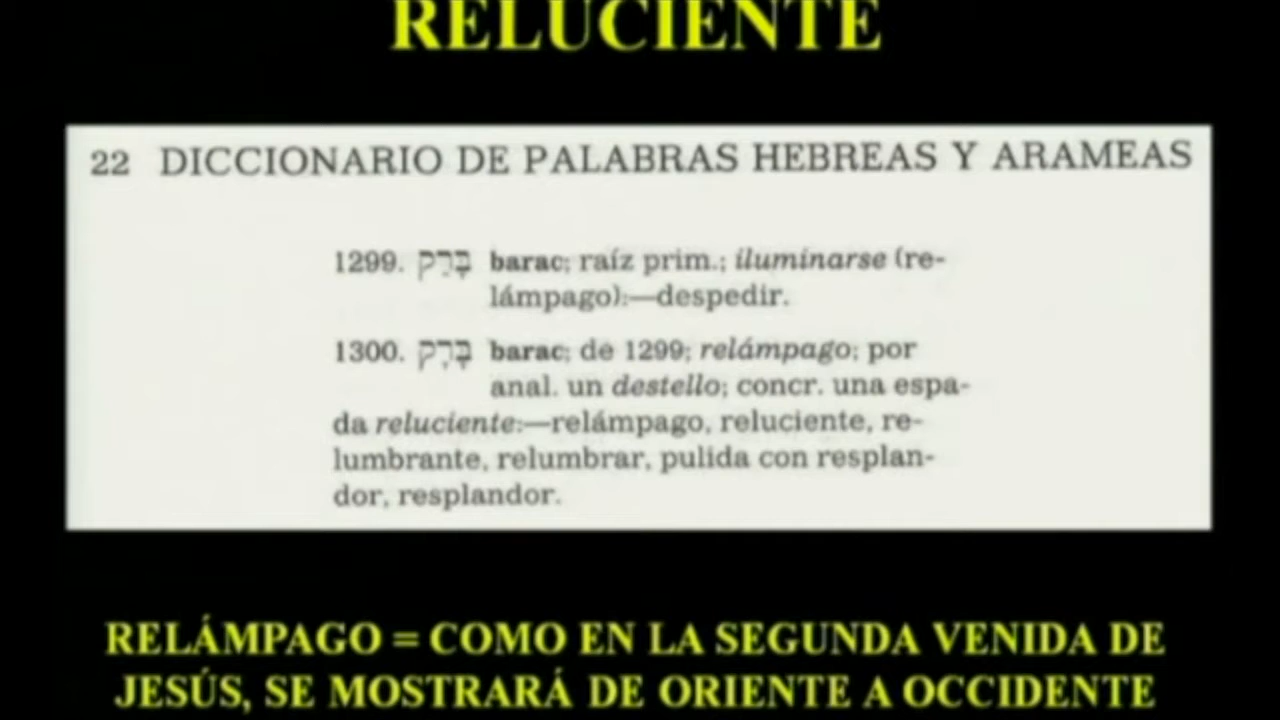 RELUCIENTE
22 DICCIONARIO DE PALABRAS HEBREAS Y ARAMEAS
1299. בָּרַק barac; raíz prim.; iluminarse (re-
lámpago):—despedir.
1300. בָּרָק barac; de 1299; relámpago; por
anal. un destello; concr. una espa-
da reluciente:—relámpago, reluciente, re-
lumbrante, relumbrar, pulida con resplan-
dor, resplandor.
RELÁMPAGO = COMO EN LA SEGUNDA VENIDA DE
JESÚS, SE MOSTRARÁ DE ORIENTE A OCCIDENTE